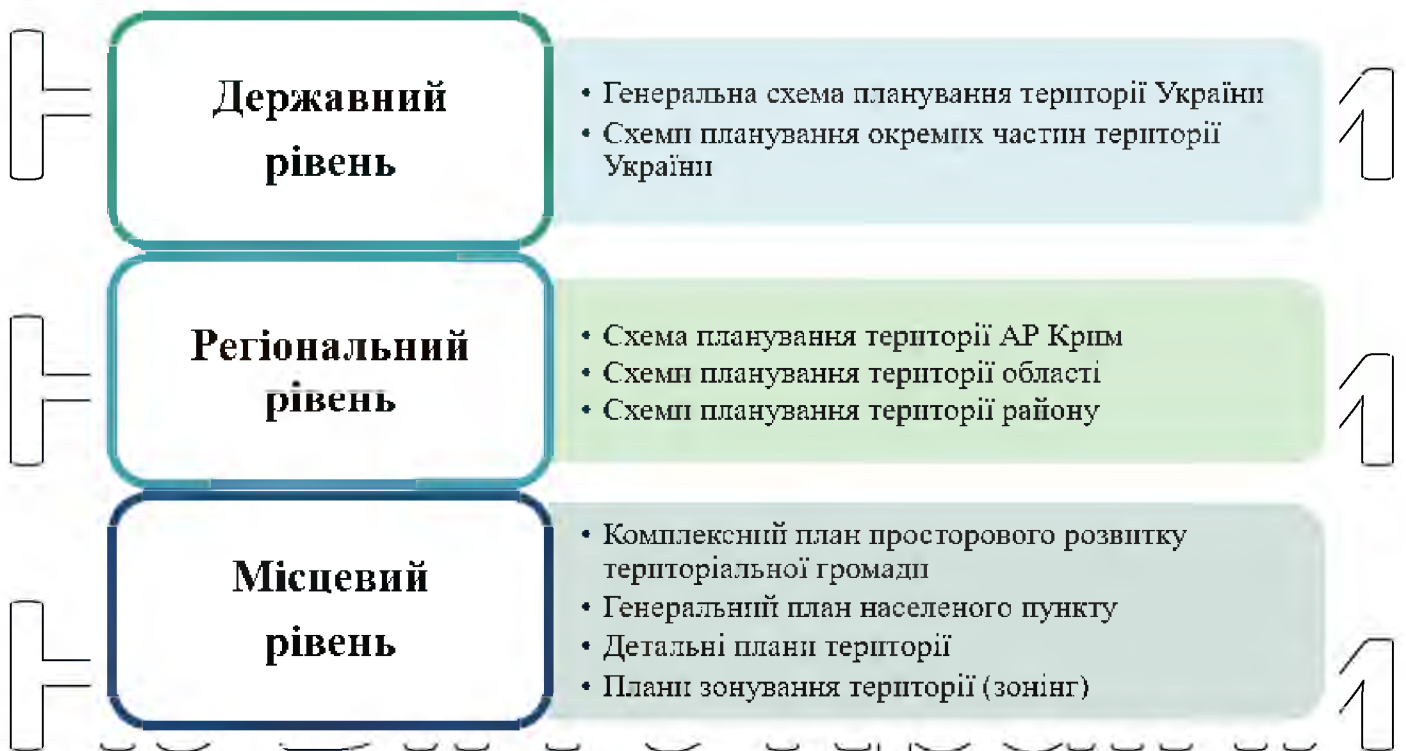 Державний
рівень
• Генеральна схема планування території України
• Схеми планування окремих частин території
України
Регіональний
рівень
• Схема планування території АР Крим
• Схеми планування території області
• Схеми планування території району
Місцевий
рівень
• Комплексний план просторового розвитку
територіальної громади
• Генеральний план населеного пункту
• Детальні плани території
• Плани зонування території (зонінг)